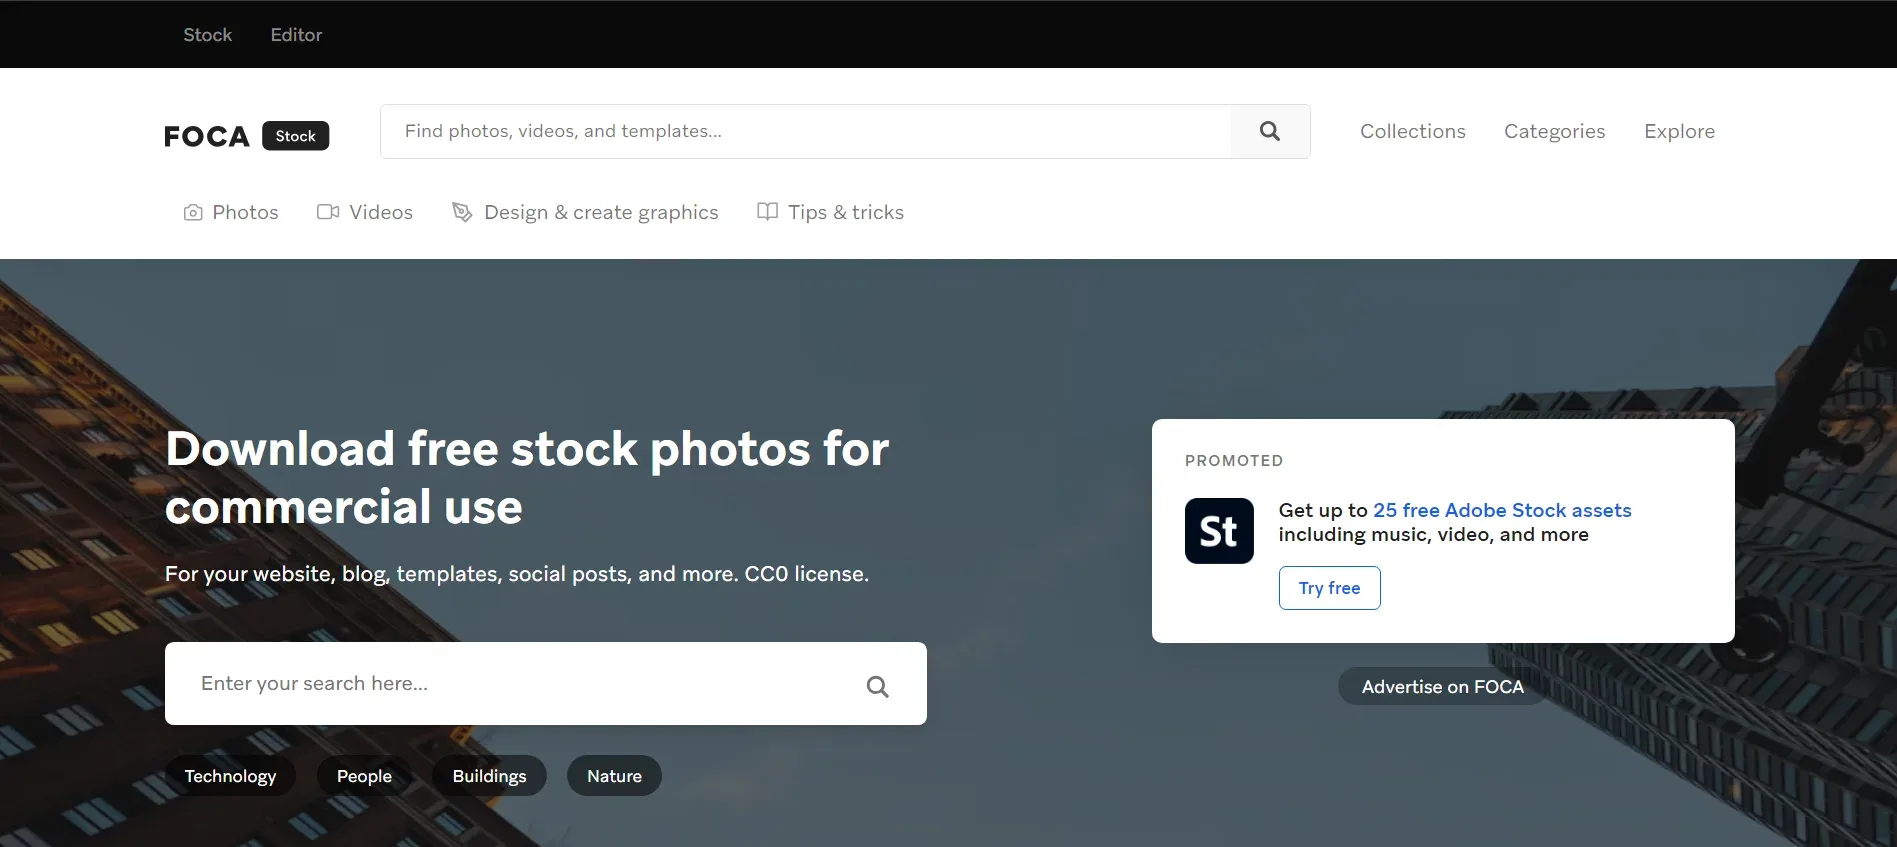 Stock Editor
FOCA Stock Find photos, videos, and templates... Collections Categories Explore
Photos Videos Design & create graphics Tips & tricks
Download free stock photos for
commercial use
For your website, blog, templates, social posts, and more. CC0 license.
Enter your search here...
Technology People Buildings Nature
PROMOTED
St
Get up to 25 free Adobe Stock assets
including music, video, and more
Try free
Advertise on FOCA